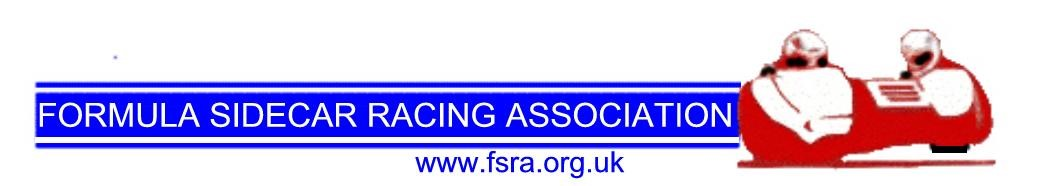 FORMULA SIDECAR RACING ASSOCIATION
www.fsra.org.uk